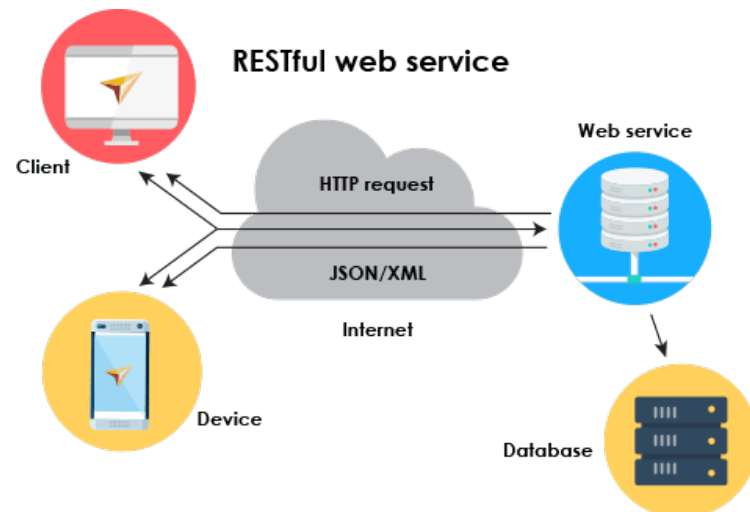 RESTful web service
Web service
Client
HTTP request
JSON/XML
Internet
Device
Database